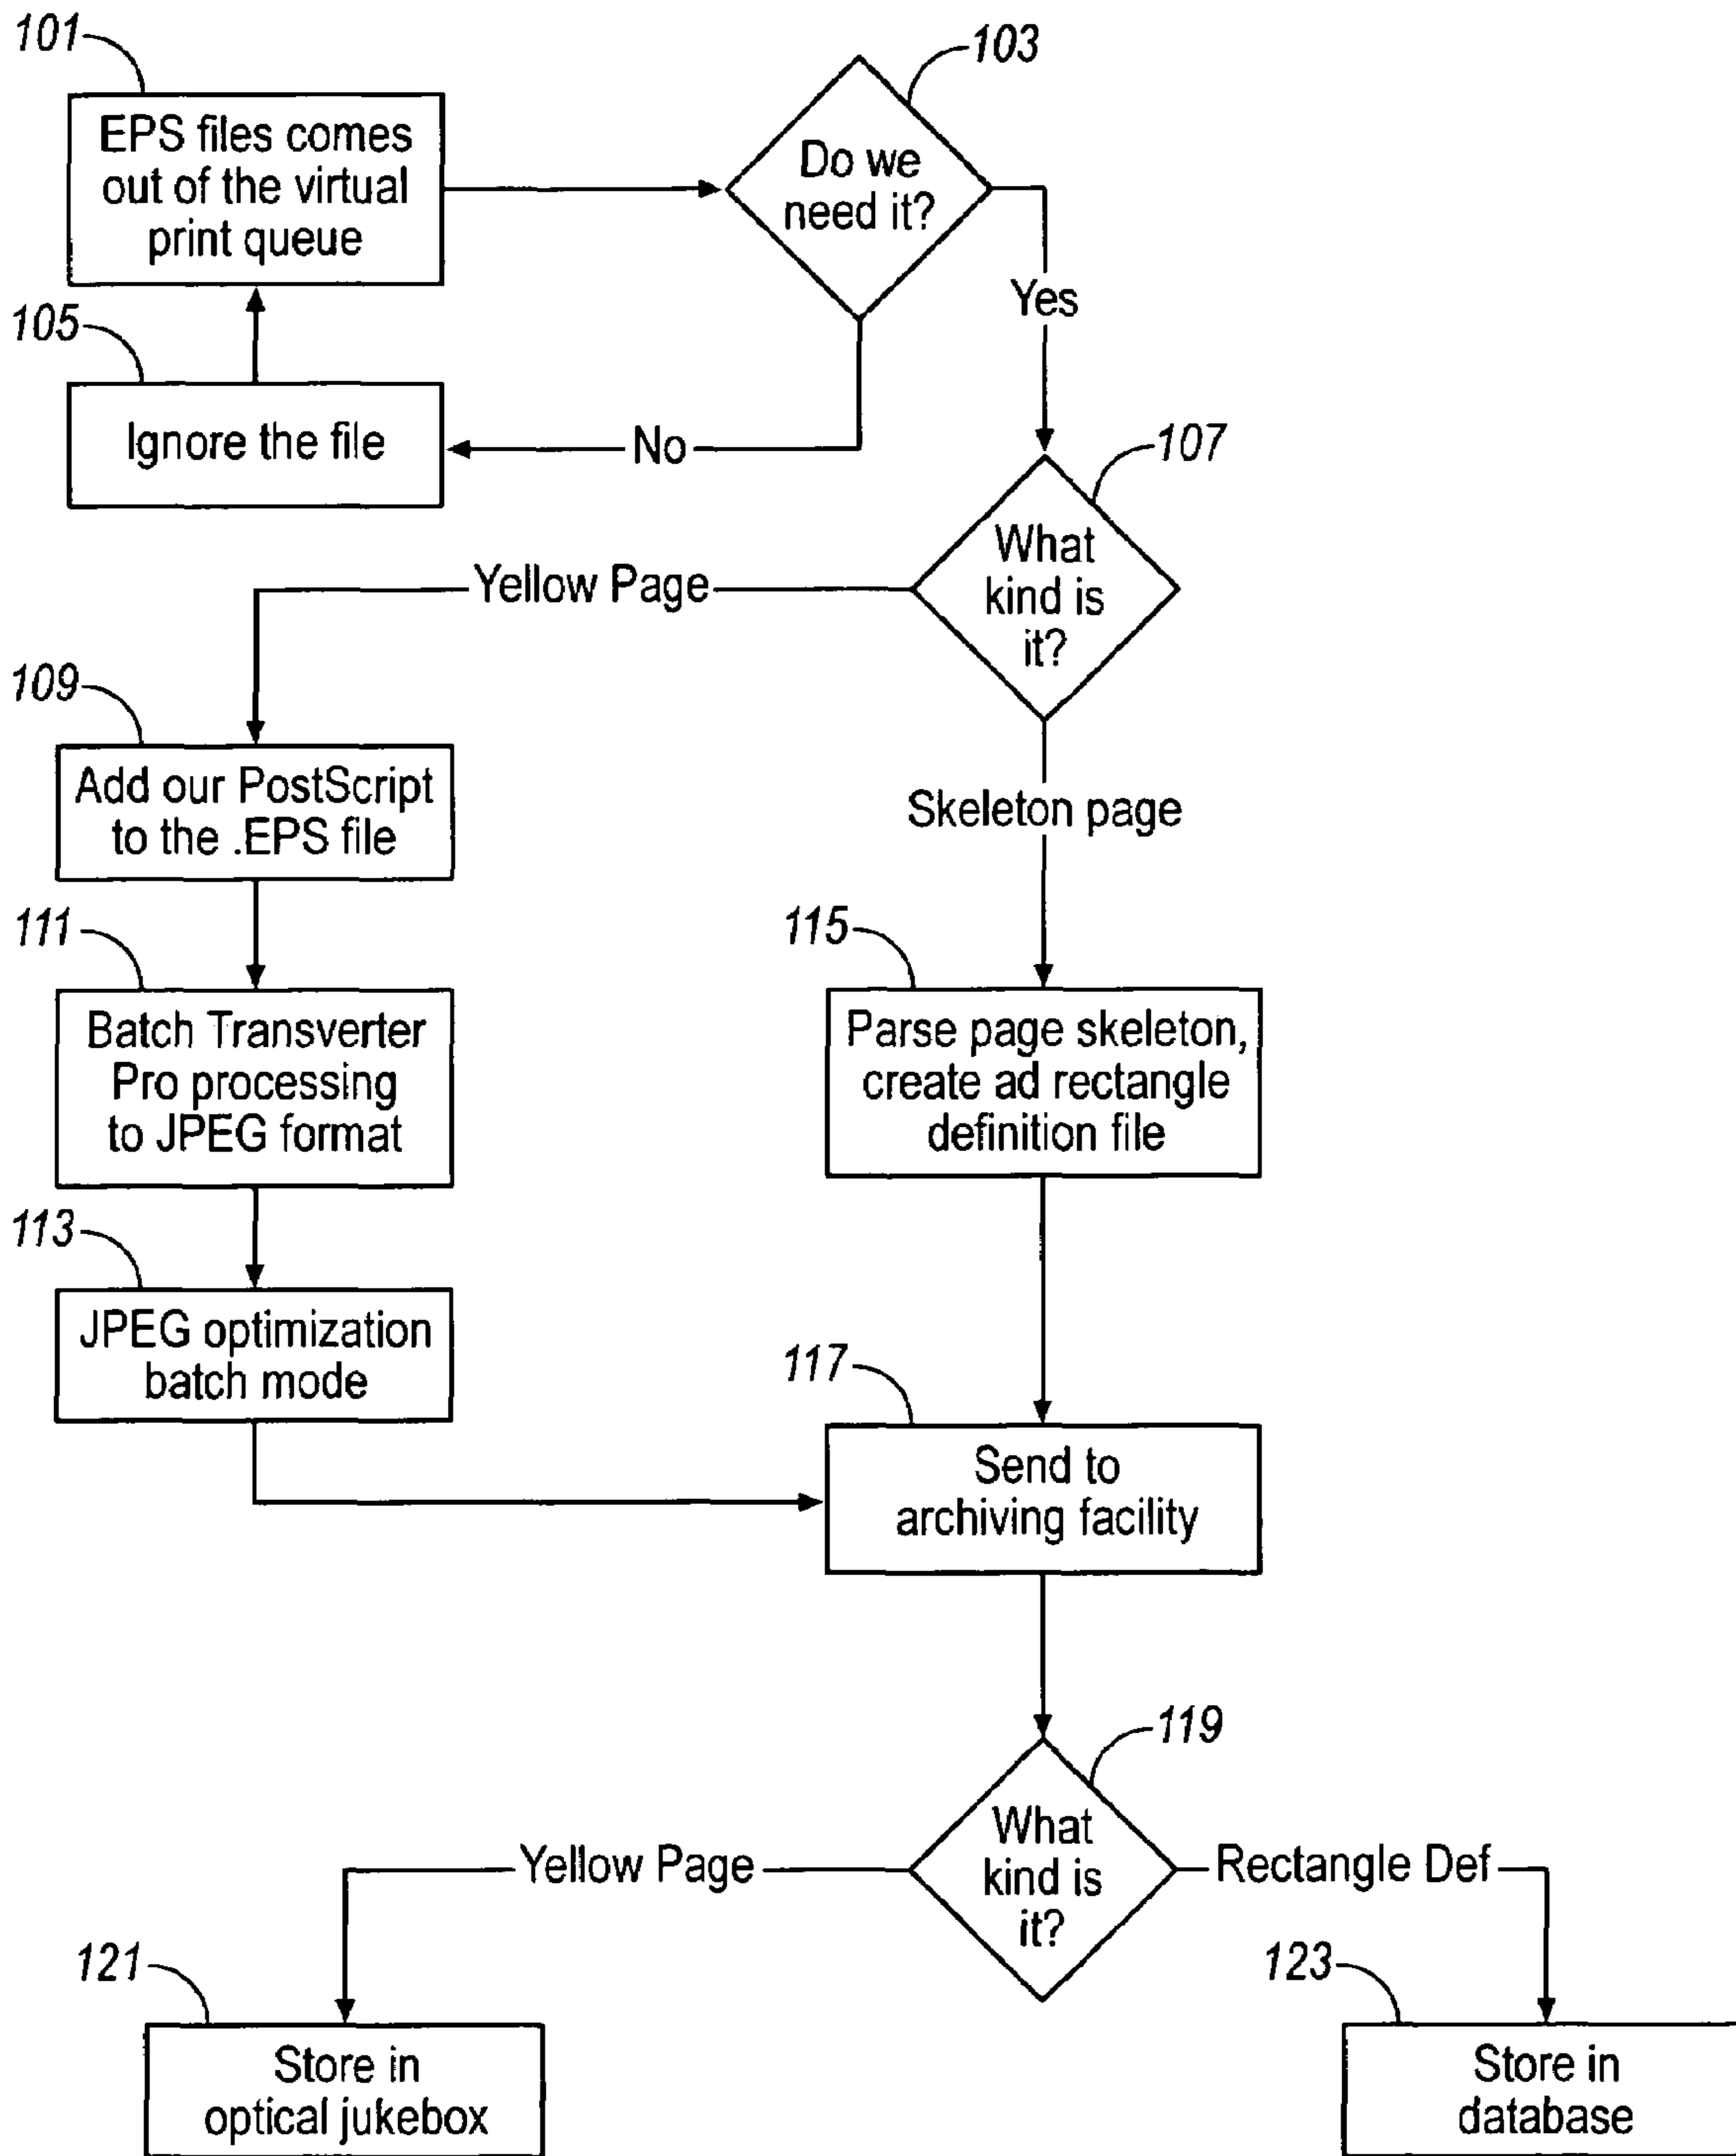 101
EPS files comes
out of the virtual
print queue
103
Do we
need it?
Yes
105
Ignore the file
No
107
What
kind is
it?
Yellow Page
Skeleton page
109
Add our PostScript
to the .EPS file
111
Batch Transverter
Pro processing
to JPEG format
113
JPEG optimization
batch mode
115
Parse page skeleton,
create ad rectangle
definition file
117
Send to
archiving facility
119
What
kind is
it?
Yellow Page
Rectangle Def
121
Store in
optical jukebox
123
Store in
database